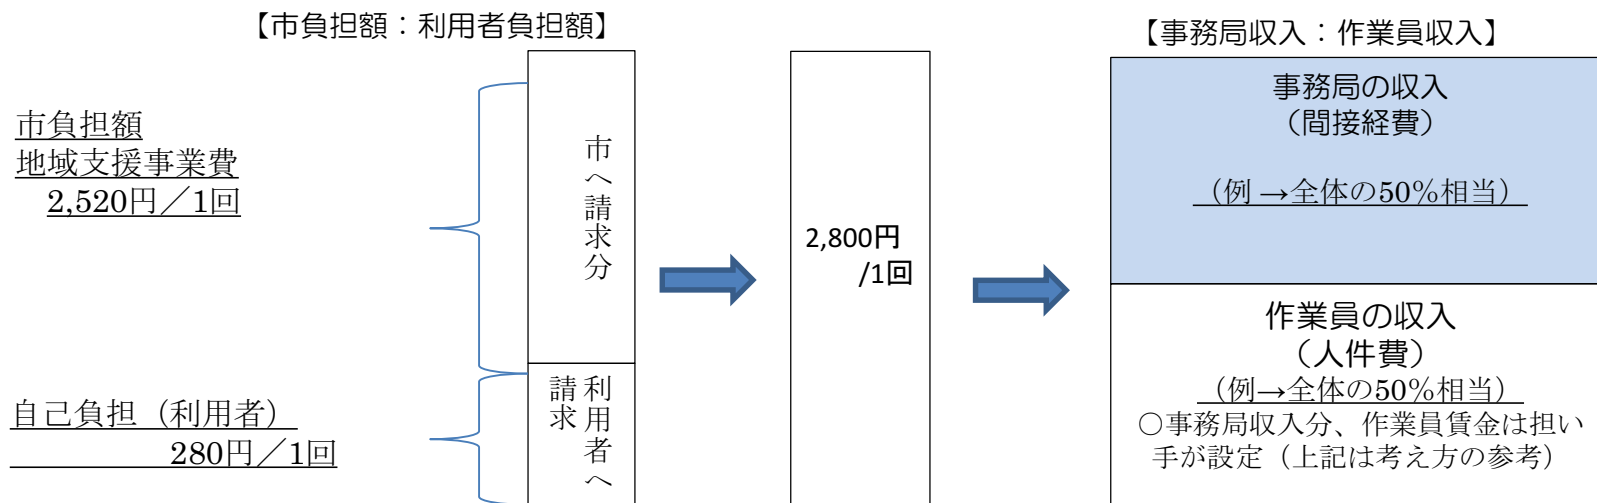 【市負担額：利用者負担額】
市負担額
地域支援事業費
2,520円／1回
自己負担（利用者）
280円／1回
市へ請求分
利用者へ
請求
2,800円
/1回
【事務局収入：作業員収入】
事務局の収入
（間接経費）
（例→全体の50％相当）
作業員の収入
（人件費）
（例→全体の50％相当）
○事務局収入分、作業員賃金は担い
手が設定（上記は考え方の参考）